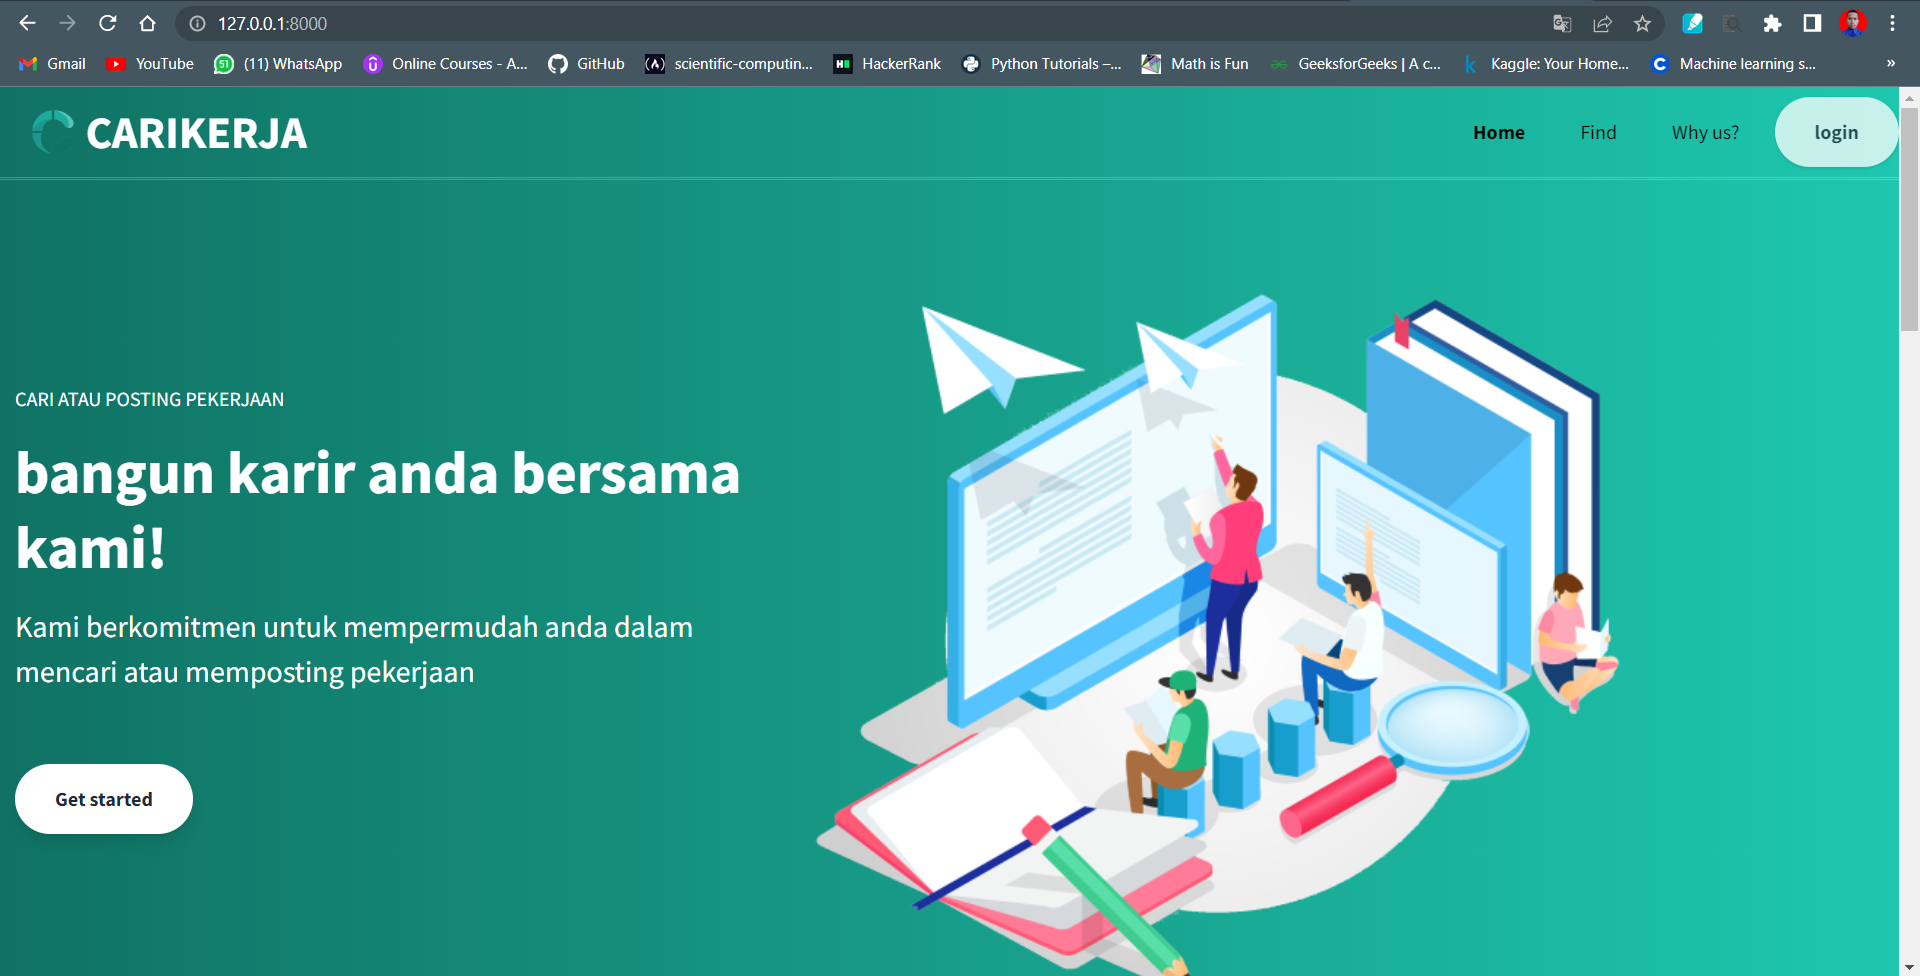 127.0.0.1:8000
Gmail
YouTube
51
(11) WhatsApp
Online Courses - A...
GitHub
scientific-computin...
HackerRank
Python Tutorials –...
Math is Fun
GeeksforGeeks | A c...
Kaggle: Your Home...
Machine learning s...
»
CARIKERJA
Home
Find
Why us?
login
CARI ATAU POSTING PEKERJAAN
bangun karir anda bersama
kami!
Kami berkomitmen untuk mempermudah anda dalam
mencari atau memposting pekerjaan
Get started